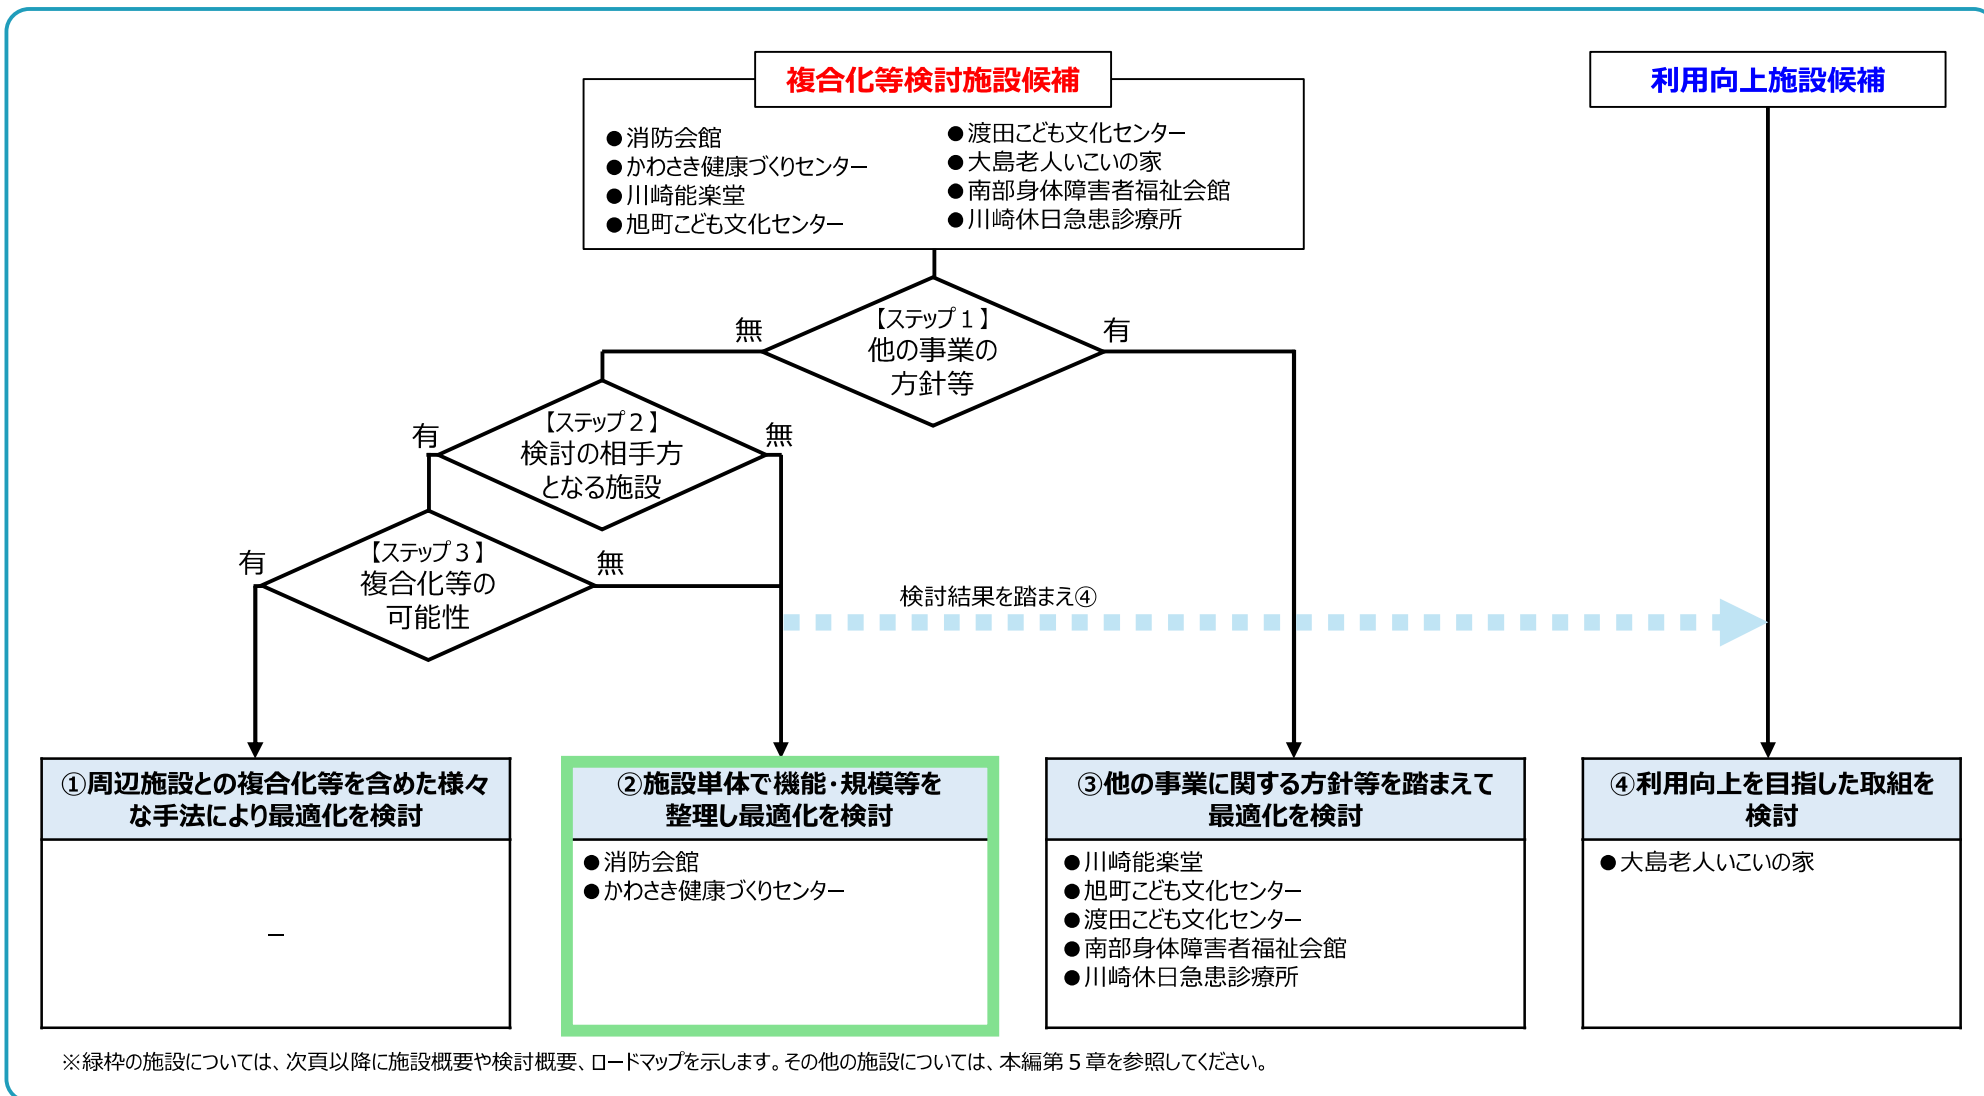 複合化等検討施設候補
利用向上施設候補
●消防会館
●かわさき健康づくりセンター
●川崎能楽堂
●旭町こども文化センター
●渡田こども文化センター
●大島老人いこいの家
●南部身体障害者福祉会館
●川崎休日急患診療所
【ステップ1】
他の事業の
方針等
無
有
【ステップ2】
検討の相手方
となる施設
有
無
【ステップ3】
複合化等の
可能性
有
無
検討結果を踏まえ④
①周辺施設との複合化等を含めた様々
な手法により最適化を検討
－
②施設単体で機能・規模等を
整理し最適化を検討
●消防会館
●かわさき健康づくりセンター
③他の事業に関する方針等を踏まえて
最適化を検討
●川崎能楽堂
●旭町こども文化センター
●渡田こども文化センター
●南部身体障害者福祉会館
●川崎休日急患診療所
④利用向上を目指した取組を
検討
●大島老人いこいの家
※緑枠の施設については、次頁以降に施設概要や検討概要、ロードマップを示します。その他の施設については、本編第5章を参照してください。